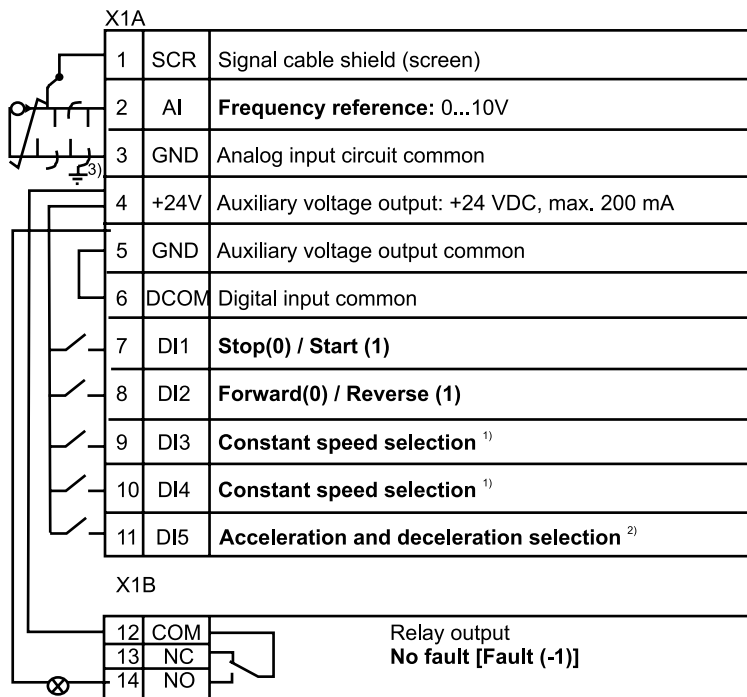 X1A
1 SCR Signal cable shield (screen)
2 AI Frequency reference: 0...10V
3 GND Analog input circuit common
3)
4 +24V Auxiliary voltage output: +24 VDC, max. 200 mA
5 GND Auxiliary voltage output common
6 DCOM Digital input common
7 DI1 Stop(0) / Start (1)
8 DI2 Forward(0) / Reverse (1)
9 DI3 Constant speed selection 1)
10 DI4 Constant speed selection 1)
11 DI5 Acceleration and deceleration selection 2)
X1B
12 COM Relay output
13 NC No fault [Fault (-1)]
14 NO